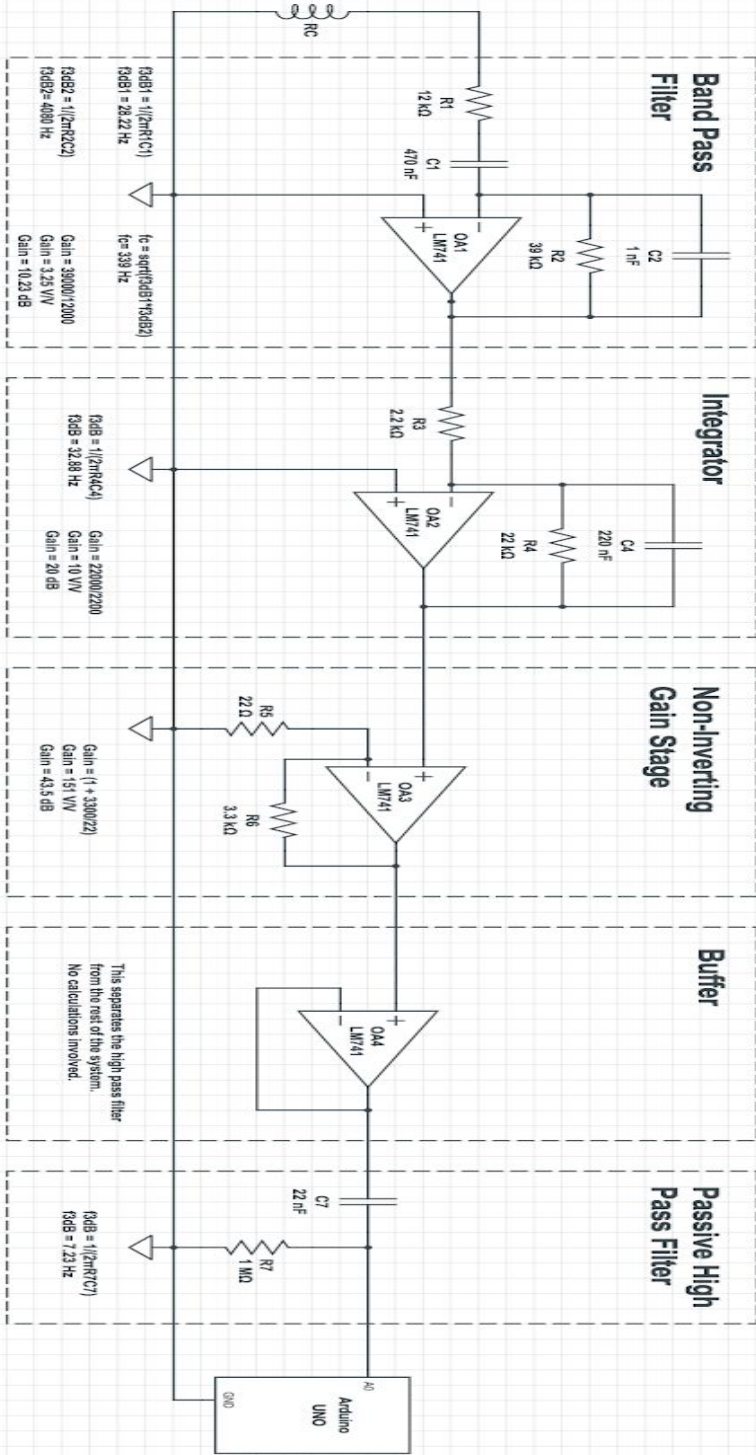 RC
Band Pass
Filter
R1
12 kΩ
C1
470 nF
OA1
LM741
-
+
R2
39 kΩ
C2
1 nF
f3dB1 = 1/(2πR1C1)
f3dB1 = 28.22 Hz
f3dB2 = 1/(2πR2C2)
f3dB2= 4080 Hz
fc = sqrt(f3dB1*f3dB2)
fc= 339 Hz
Gain = 39000/12000
Gain = 3.25 V/V
Gain = 10.23 dB
Integrator
R3
2.2 kΩ
OA2
LM741
-
+
R4
22 kΩ
C4
220 nF
f3dB = 1/(2πR4C4)
f3dB = 32.88 Hz
Gain = 22000/2200
Gain = 10 V/V
Gain = 20 dB
Non-Inverting
Gain Stage
OA3
LM741
+
-
R5
22 Ω
R6
3.3 kΩ
Gain = (1 + 3300/22)
Gain = 151 V/V
Gain = 43.5 dB
Buffer
OA4
LM741
+
-
This separates the high pass filter
from the rest of the system.
No calculations involved.
Passive High
Pass Filter
C7
22 nF
R7
1 MΩ
f3dB = 1/(2πR7C7)
f3dB = 7.23 Hz
A0
Arduino
UNO
GND